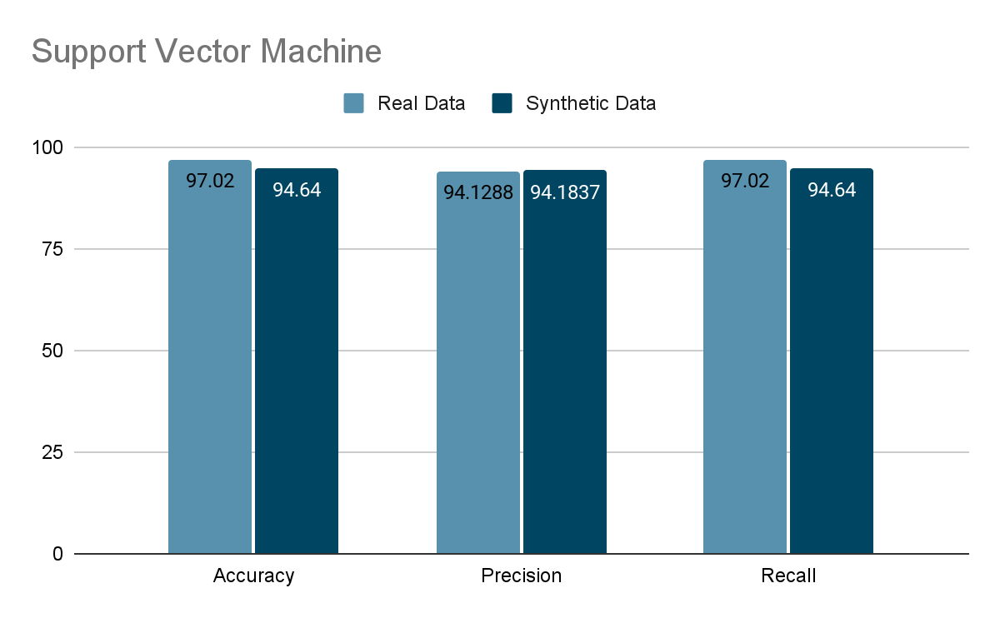 Support Vector Machine
Real Data Synthetic Data
100
97.02 94.64 94.1288 94.1837 97.02 94.64
75
50
25
0
Accuracy Precision Recall